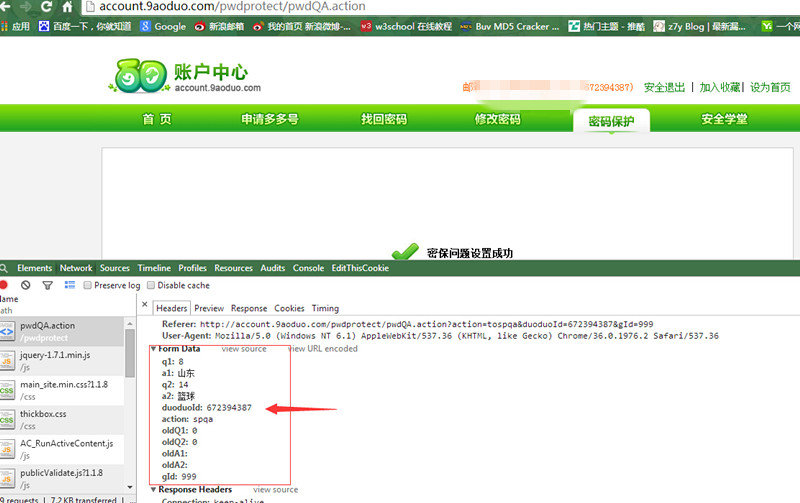 account.9aoduo.com/pwdprotect/pwdQA.action
应用 百度一下，你就知道 Google 新浪邮箱 我的首页 新浪微博-... w3school 在线教程 Buv MD5 Cracker ... 热门主题 - 推酷 z7y Blog | 最新漏... 一个网
账户中心
account.9aoduo.com
672394387) 安全退出 | 加入收藏 | 设为首页
首 页 申请多多号 找回密码 修改密码 密码保护 安全学堂
密保问题设置成功
Elements Network Sources Timeline Profiles Resources Audits Console EditThisCookie
Preserve log Disable cache
Name
Path
Headers Preview Response Cookies Timing
pwdQA.action
/pwdprotect
jquery-1.7.1.min.js
/js
main_site.min.css?1.1.8
/css
thickbox.css
/css
AC_RunActiveContent.js
/js
publicValidate.js?1.1.8
/js
9 requests | 7.2 KB transferred | ...
Referer: http://account.9aoduo.com/pwdprotect/pwdQA.action?action=tospqa&duoduoId=672394387&gId=999
User-Agent: Mozilla/5.0 (Windows NT 6.1) AppleWebKit/537.36 (KHTML, like Gecko) Chrome/36.0.1976.2 Safari/537.36
Form Data view source view URL encoded
q1: 8
a1: 山东
q2: 14
a2: 篮球
duoduoId: 672394387
action: spqa
oldQ1: 0
oldQ2: 0
oldA1:
oldA2:
gId: 999
Response Headers view source
Connection: keep-alive